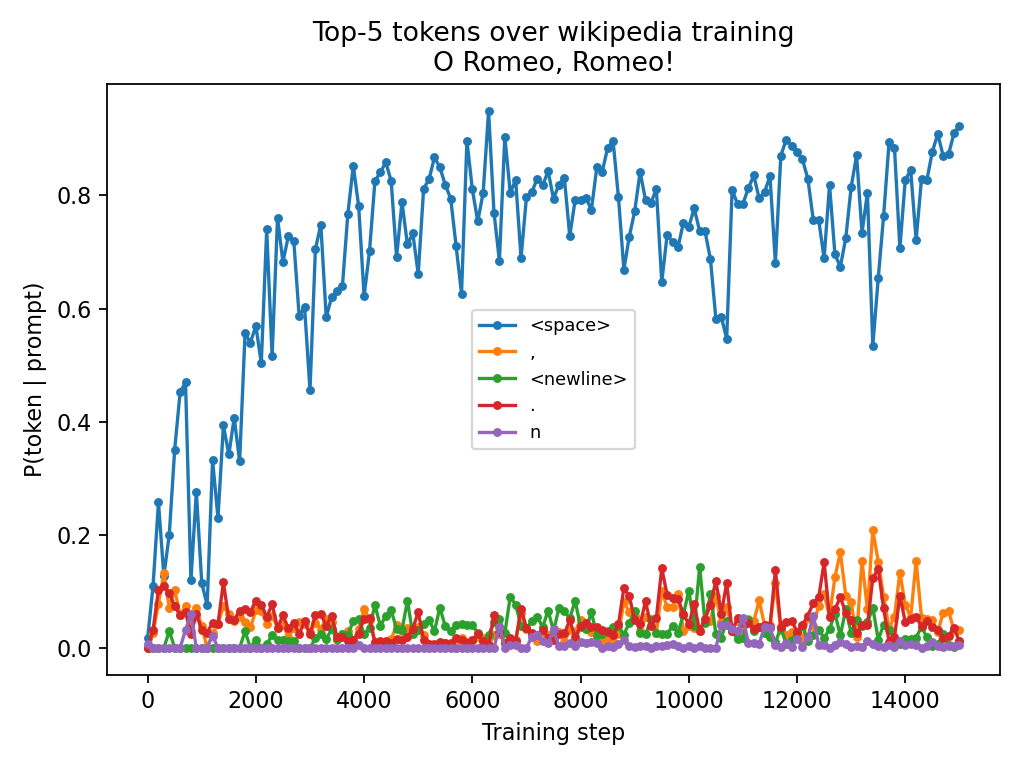 Top-5 tokens over wikipedia training
O Romeo, Romeo!
P(token | prompt)
0.8
0.6
0.4
0.2
0.0
<space>
,
<newline>
.
n
0 2000 4000 6000 8000 10000 12000 14000
Training step